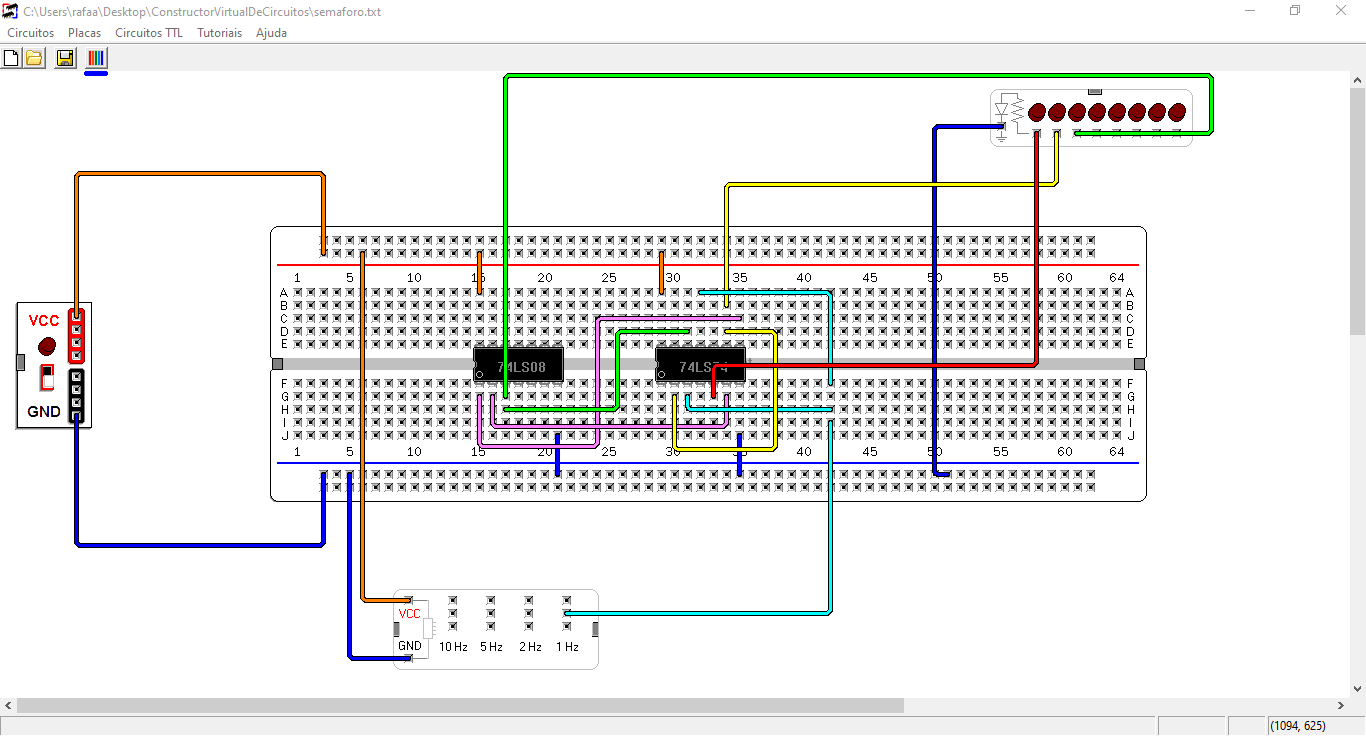 C:\Users\rafaa\Desktop\ConstructorVirtualDeCircuitos\semaforo.txt
Circuitos Placas Circuitos TTL Tutoriais Ajuda
1 5 10 15 20 25 30 35 40 45 50 55 60 64
A A
B B
C C
D D
E E
VCC
GND
74LS08
F F
G G
H H
I I
J J
1 5 10 15 20 25 30 35 40 45 50 55 60 64
VCC
GND 10 Hz 5 Hz 2 Hz 1 Hz
(1094, 625)